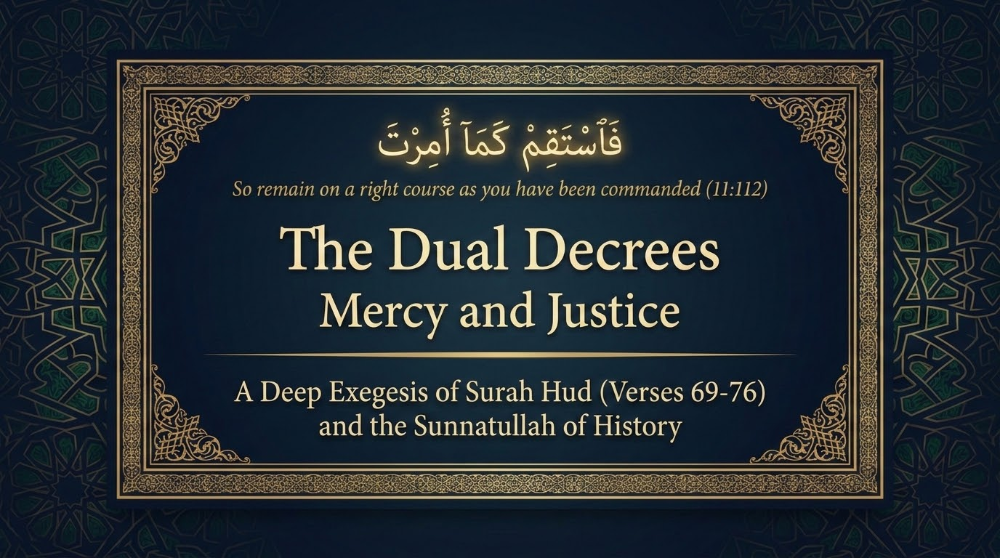 فَٱسْتَقِمْ كَمَآ أُمِرْتَ
So remain on a right course as you have been commanded (11:112)
The Dual Decrees
Mercy and Justice
A Deep Exegesis of Surah Hud (Verses 69-76)
and the Sunnatullah of History